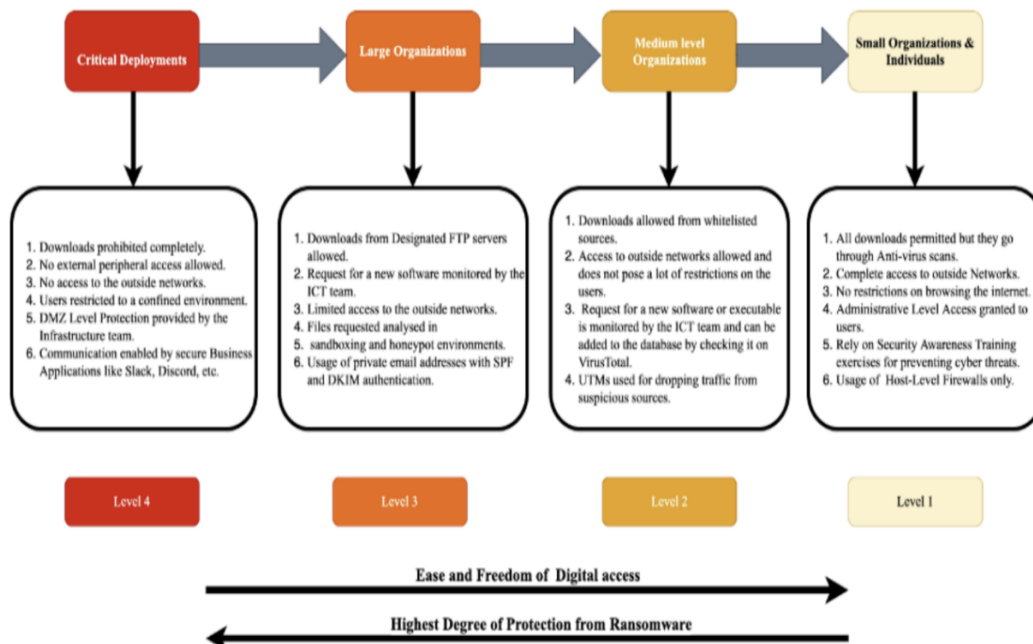 Critical Deployments
Large Organizations
Medium level
Organizations
Small Organizations &
Individuals
1. Downloads prohibited completely.
2. No external peripheral access allowed.
3. No access to the outside networks.
4. Users restricted to a confined environment.
5. DMZ Level Protection provided by the
Infrastructure team.
6. Communication enabled by secure Business
Applications like Slack, Discord, etc.
1. Downloads from Designated FTP servers
allowed.
2. Request for a new software monitored by the
ICT team.
3. Limited access to the outside networks.
4. Files requested analysed in
5. sandboxing and honeypot environments.
6. Usage of private email addresses with SPF
and DKIM authentication.
1. Downloads allowed from whitelisted
sources.
2. Access to outside networks allowed and
does not pose a lot of restrictions on the
users.
3. Request for a new software or executable
is monitored by the ICT team and can be
added to the database by checking it on
VirusTotal.
4. UTMs used for dropping traffic from
suspicious sources.
1. All downloads permitted but they go
through Anti-virus scans.
2. Complete access to outside Networks.
3. No restrictions on browsing the internet.
4. Administrative Level Access granted to
users.
5. Rely on Security Awareness Training
exercises for preventing cyber threats.
6. Usage of Host-Level Firewalls only.
Level 4
Level 3
Level 2
Level 1
Ease and Freedom of Digital access
Highest Degree of Protection from Ransomware